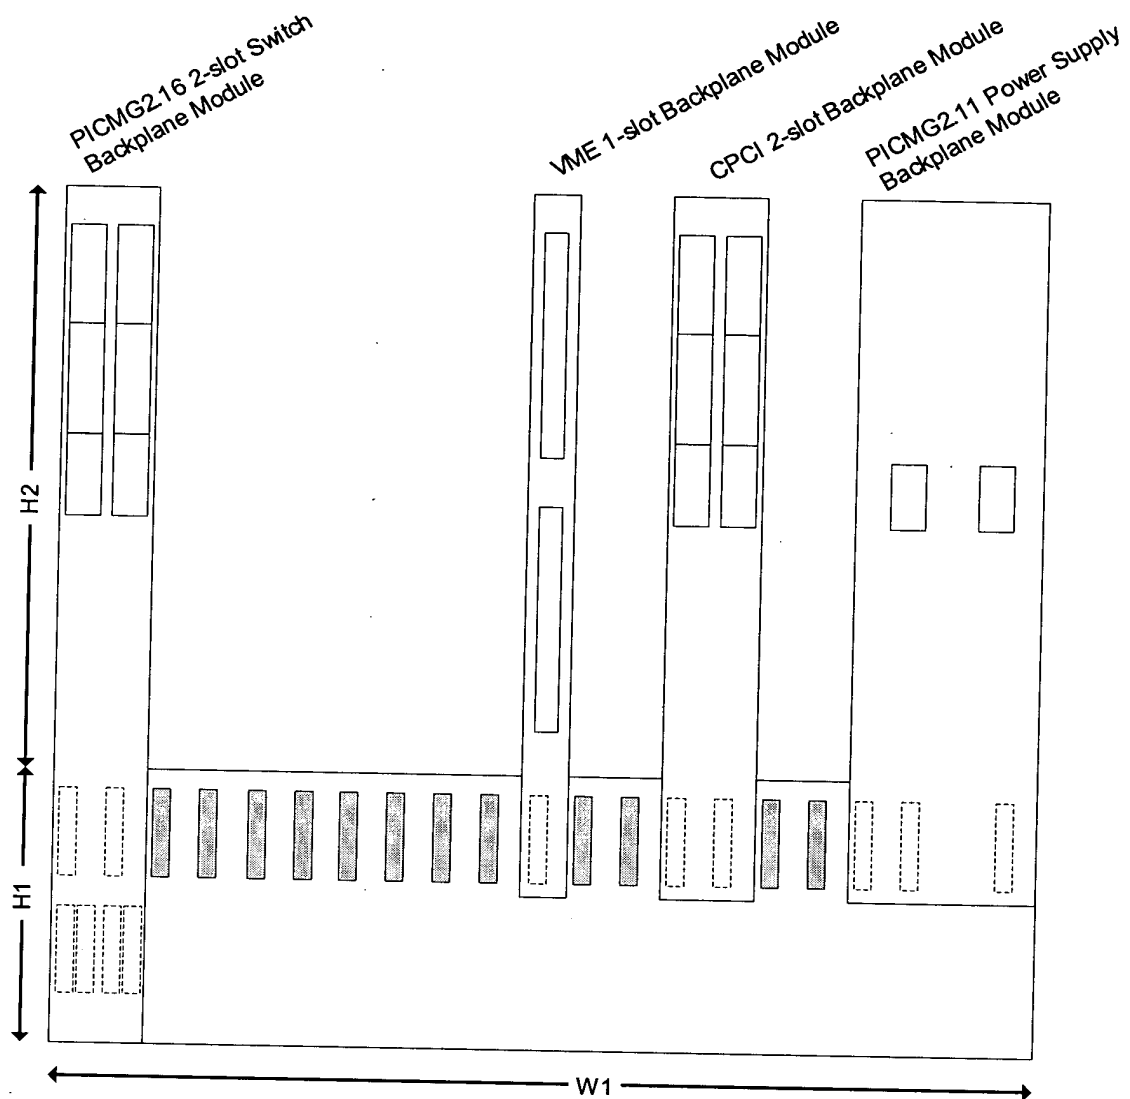 PICMG2.16 2-slot Switch
Backplane Module
VME 1-slot Backplane Module
CPCI 2-slot Backplane Module
PICMG2.11 Power Supply
Backplane Module
H2
H1
W1